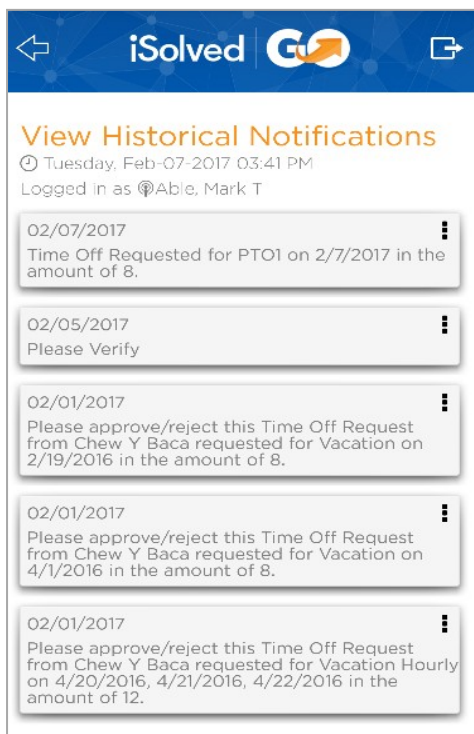 iSolved GO
View Historical Notifications
Tuesday, Feb-07-2017 03:41 PM
Logged in as Able, Mark T
02/07/2017
Time Off Requested for PTO1 on 2/7/2017 in the
amount of 8.
02/05/2017
Please Verify
02/01/2017
Please approve/reject this Time Off Request
from Chew Y Baca requested for Vacation on
2/19/2016 in the amount of 8.
02/01/2017
Please approve/reject this Time Off Request
from Chew Y Baca requested for Vacation on
4/1/2016 in the amount of 8.
02/01/2017
Please approve/reject this Time Off Request
from Chew Y Baca requested for Vacation Hourly
on 4/20/2016, 4/21/2016, 4/22/2016 in the
amount of 12.